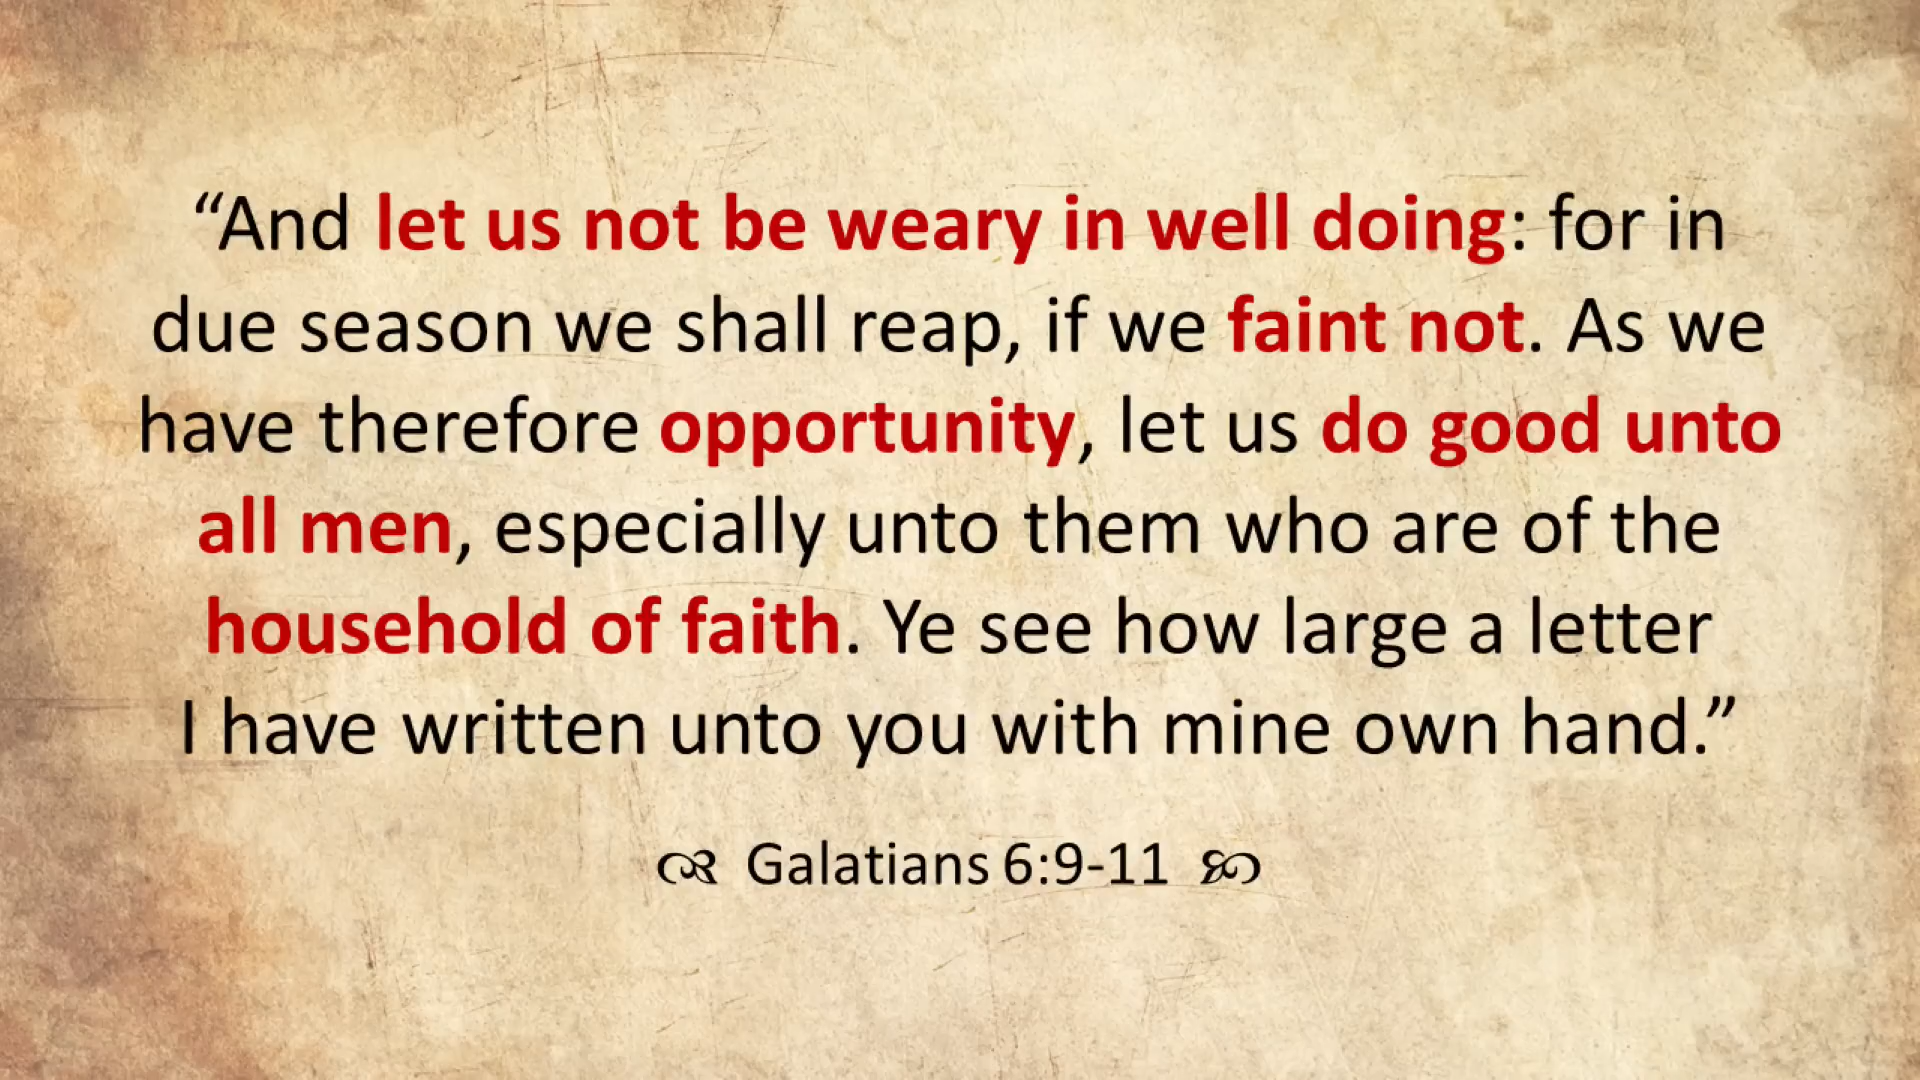 “And let us not be weary in well doing: for in
due season we shall reap, if we faint not. As we
have therefore opportunity, let us do good unto
all men, especially unto them who are of the
household of faith. Ye see how large a letter
I have written unto you with mine own hand.”
Galatians 6:9-11